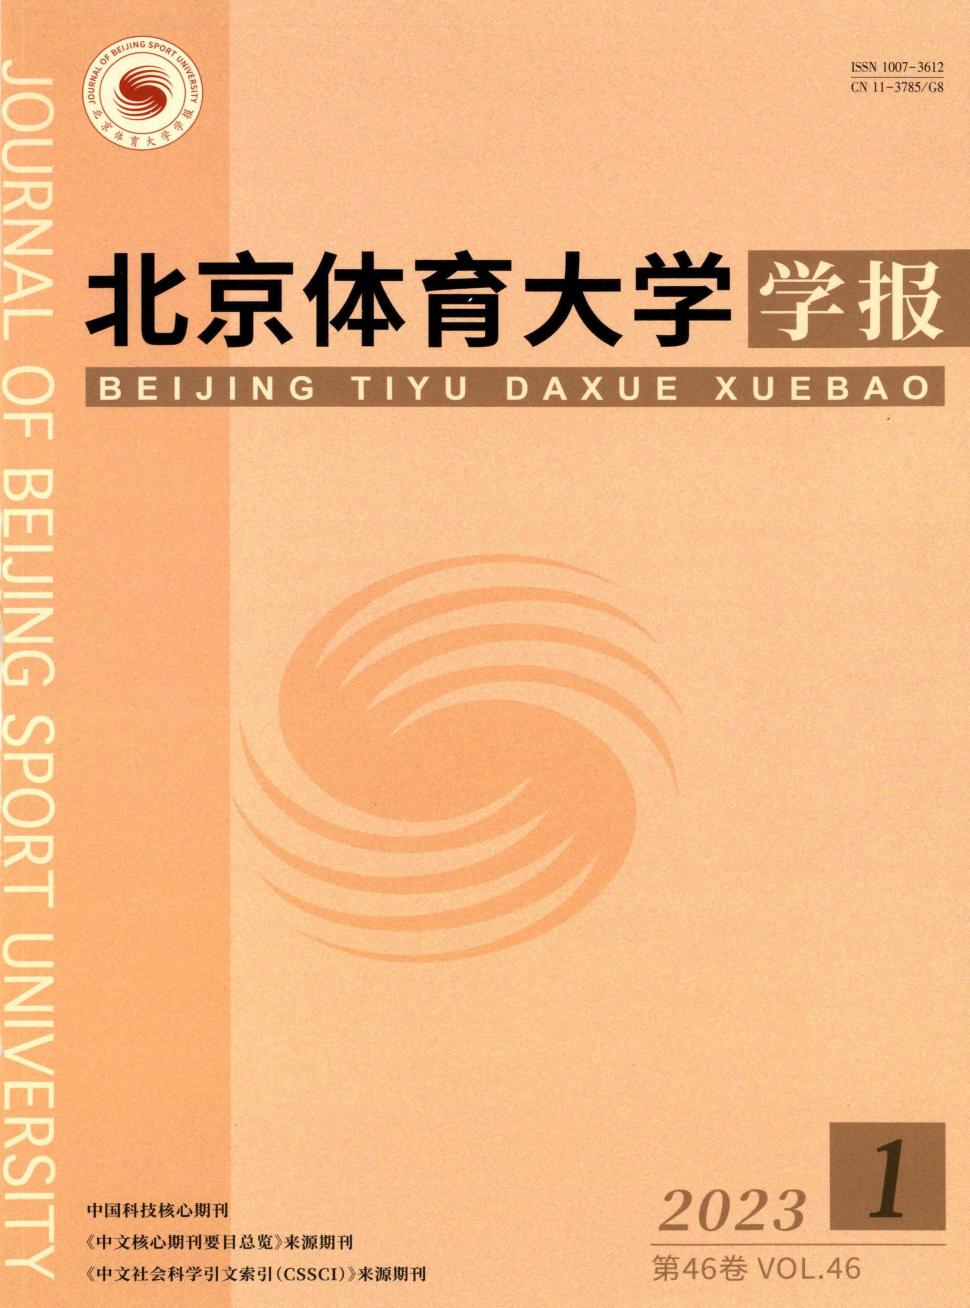 JOURNAL OF BEIJING SPORT UNIVERSITY
北京体育大学学报
ISSN 1007-3612
CN 11-3785/G8
北京体育大学 学报
BEIJING TIYU DAXUE XUEBAO
JOURNAL OF BEIJING SPORT UNIVERSITY
中国科技核心期刊
《中文核心期刊要目总览》来源期刊
《中文社会科学引文索引(CSSCI)》来源期刊
2023 1
第46卷 VOL.46